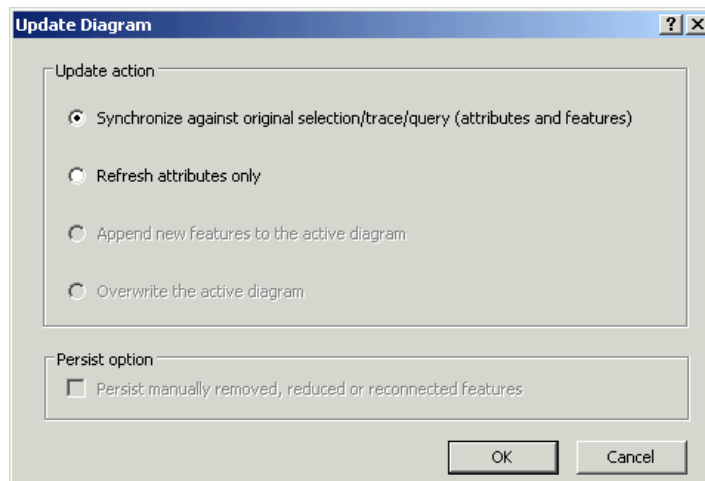 Update Diagram
Update action
Synchronize against original selection/trace/query (attributes and features)
Refresh attributes only
Append new features to the active diagram
Overwrite the active diagram
Persist option
Persist manually removed, reduced or reconnected features
OK Cancel